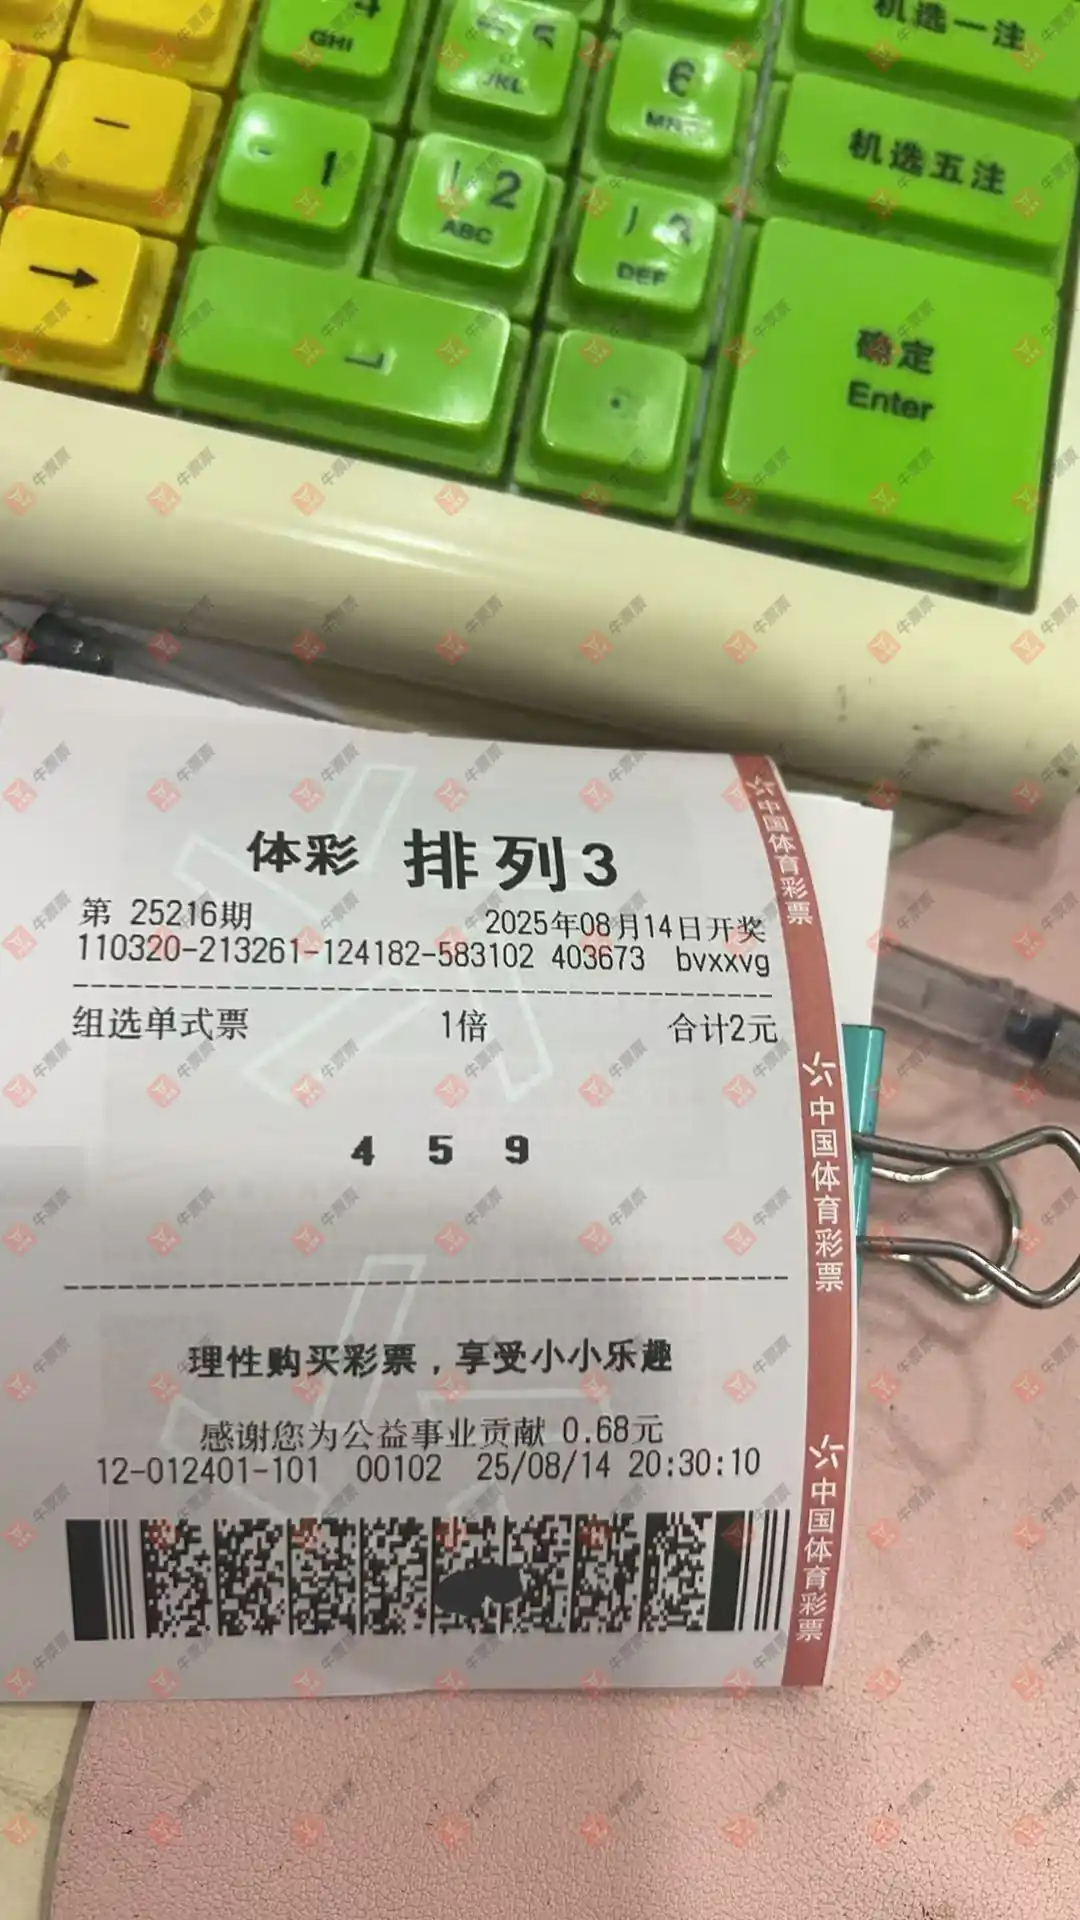 4
GHI
5
JKL
6
MNO
机选一注
—
1
2
ABC
3
DEF
机选五注
→
确定
Enter
体彩 排列3
第 25216期 2025年08月14日开奖
110320-213261-124182-583102 403673 bvxxvg
组选单式票 1倍 合计2元
4 5 9
理性购买彩票，享受小小乐趣
感谢您为公益事业贡献 0.68元
12-012401-101 00102 25/08/14 20:30:10
中国体育彩票
中国体育彩票
中国体育彩票
牛票票